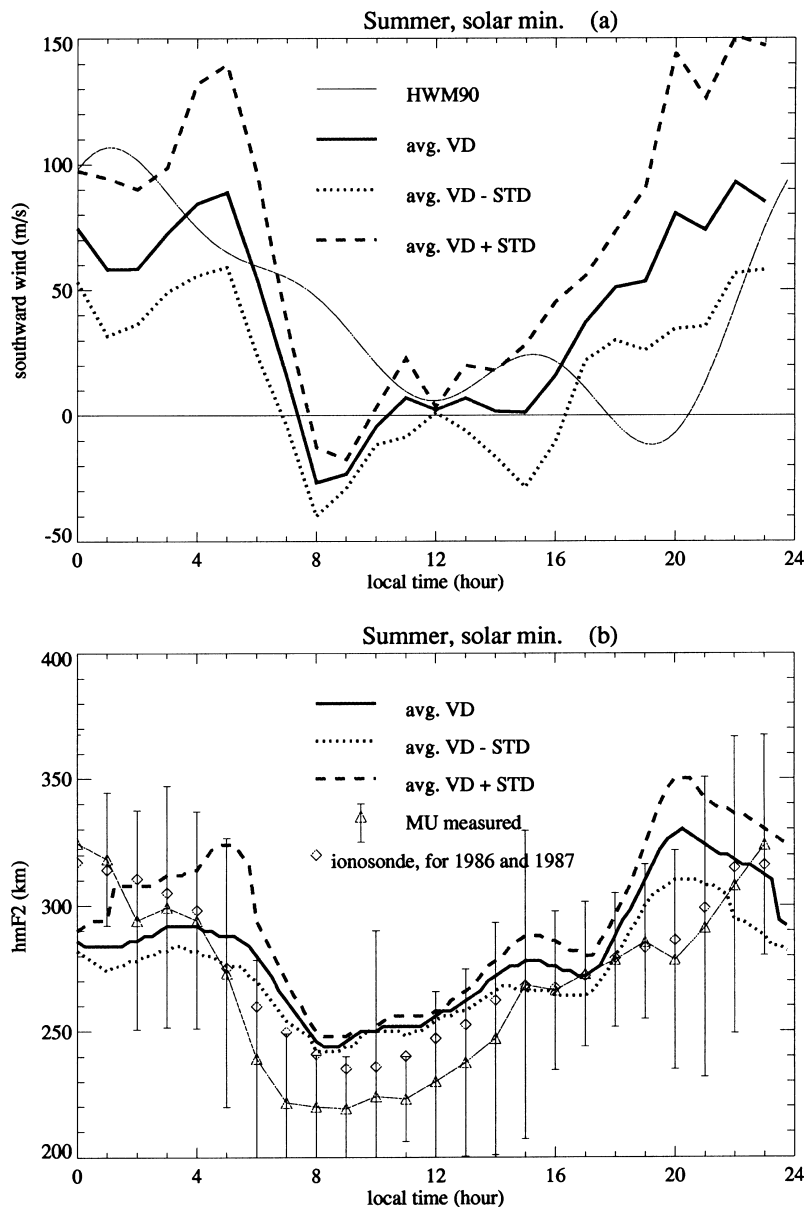 Summer, solar min. (a)
150
100
50
0
-50
southward wind (m/s)
HWM90
avg. VD
avg. VD - STD
avg. VD + STD
0 4 8 12 16 20 24
local time (hour)
Summer, solar min. (b)
400
350
300
250
200
hmF2 (km)
avg. VD
avg. VD - STD
avg. VD + STD
MU measured
ionosonde, for 1986 and 1987
0 4 8 12 16 20 24
local time (hour)